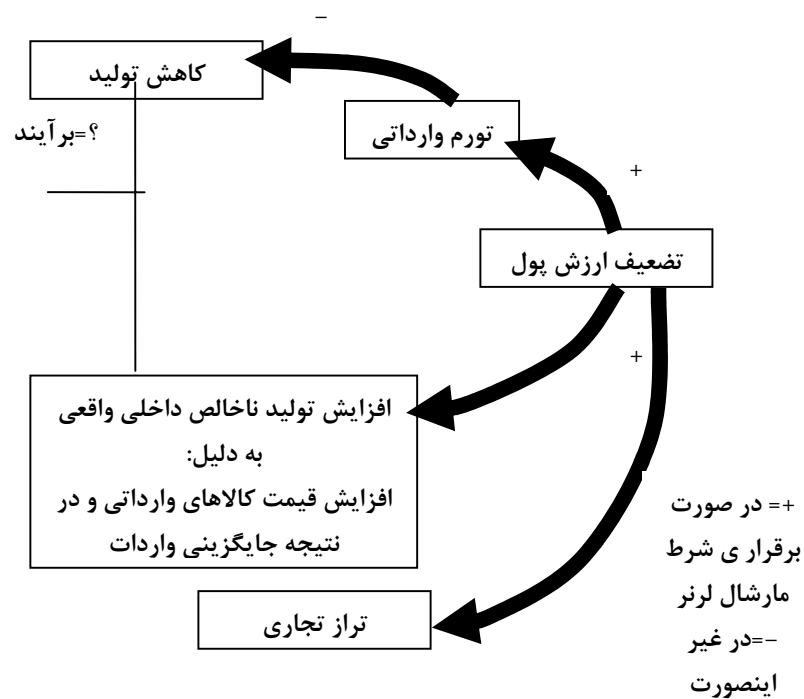 –
کاهش تولید
تورم وارداتی
؟=برآیند
+
تضعیف ارزش پول
+
افزایش تولید ناخالص داخلی واقعی
به دلیل:
افزایش قیمت کالاهای وارداتی و در
نتیجه جایگزینی واردات
+= در صورت
برقرار ی شرط
مارشال لرنر
–=در غیر
اینصورت
تراز تجاری